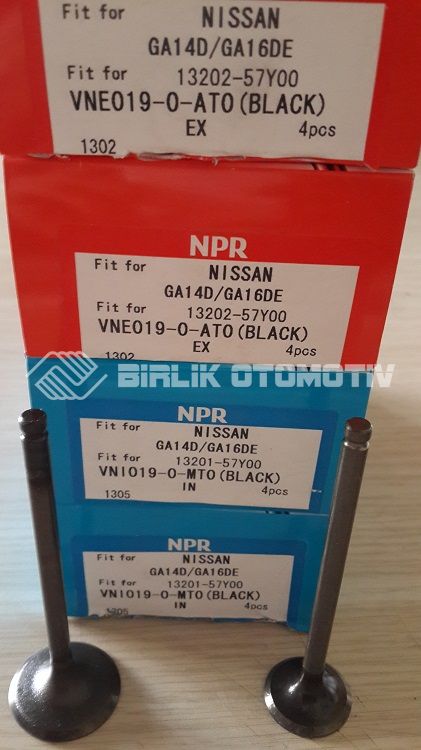 Fit for NISSAN
GA14D/GA16DE
Fit for 13202-57Y00
VNE019-0-AT0(BLACK)
EX 4pcs
1302
NPR
Fit for NISSAN
GA14D/GA16DE
Fit for 13202-57Y00
VNE019-0-AT0(BLACK)
EX 4pcs
1302
BIRLIK OTOMOTIV
NPR
Fit for NISSAN
GA14D/GA16DE
Fit for 13201-57Y00
VNI019-0-MT0(BLACK)
1305 IN 4pcs
NPR
Fit for NISSAN
GA14D/GA16DE
Fit for 13201-57Y00
VNI019-0-MT0(BLACK)
1305 IN 4pcs